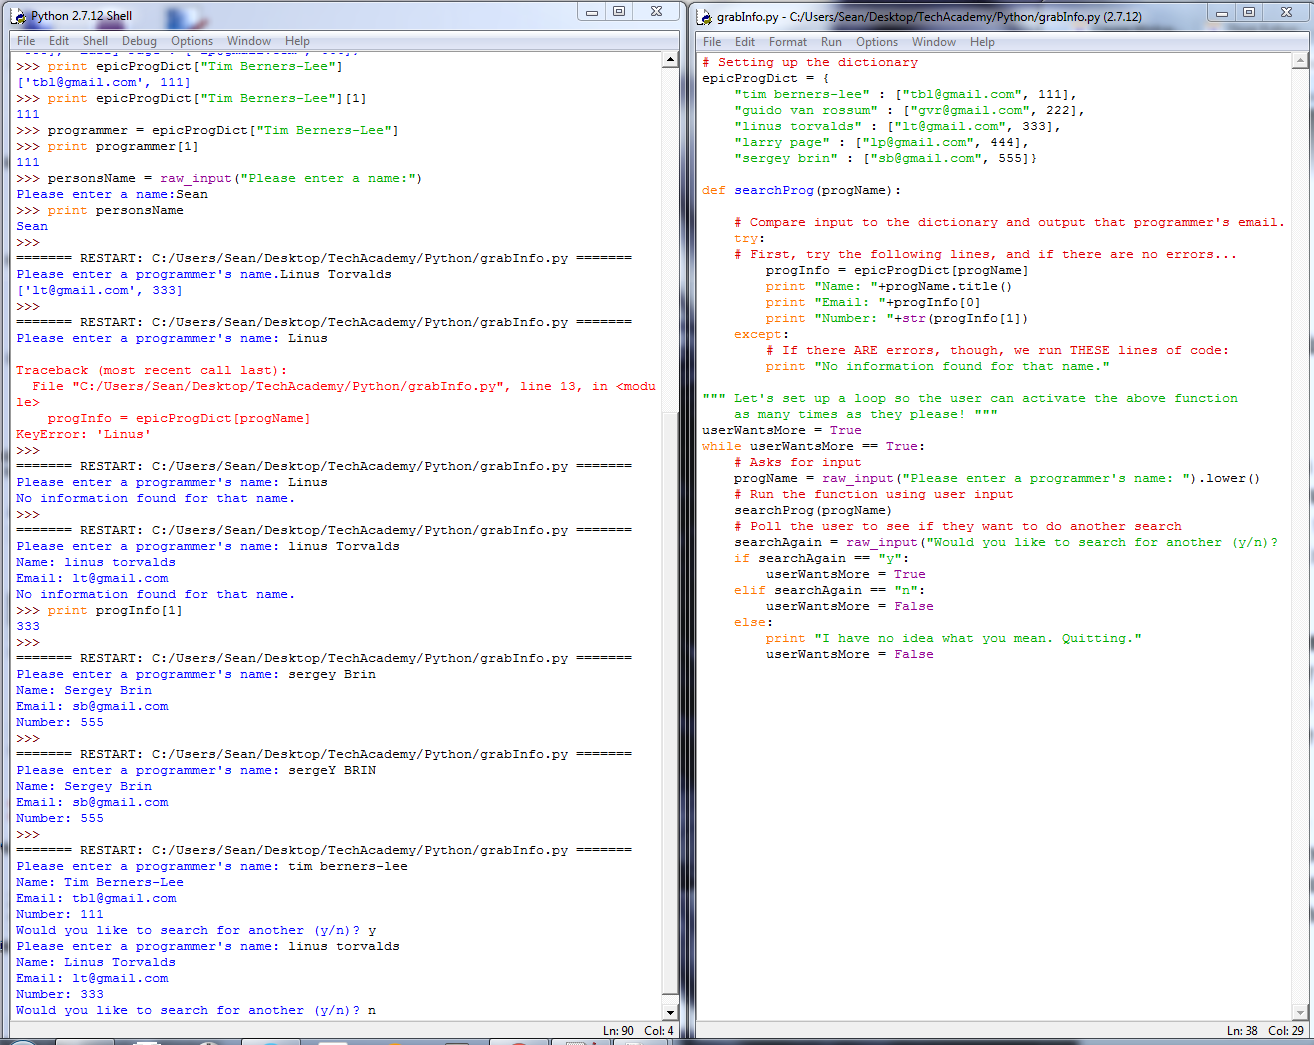 Python 2.7.12 Shell
File Edit Shell Debug Options Window Help
>>> print epicProgDict["Tim Berners-Lee"]
['tbl@gmail.com', 111]
>>> print epicProgDict["Tim Berners-Lee"][1]
111
>>> programmer = epicProgDict["Tim Berners-Lee"]
>>> print programmer[1]
111
>>> personsName = raw_input("Please enter a name:")
Please enter a name:Sean
>>> print personsName
Sean
>>>
======= RESTART: C:/Users/Sean/Desktop/TechAcademy/Python/grabInfo.py =======
Please enter a programmer's name.Linus Torvalds
['lt@gmail.com', 333]
>>>
======= RESTART: C:/Users/Sean/Desktop/TechAcademy/Python/grabInfo.py =======
Please enter a programmer's name: Linus

Traceback (most recent call last):
  File "C:/Users/Sean/Desktop/TechAcademy/Python/grabInfo.py", line 13, in <modu
le>
    progInfo = epicProgDict[progName]
KeyError: 'Linus'
>>>
======= RESTART: C:/Users/Sean/Desktop/TechAcademy/Python/grabInfo.py =======
Please enter a programmer's name: Linus
No information found for that name.
>>>
======= RESTART: C:/Users/Sean/Desktop/TechAcademy/Python/grabInfo.py =======
Please enter a programmer's name: linus Torvalds
Name: linus torvalds
Email: lt@gmail.com
No information found for that name.
>>> print progInfo[1]
333
>>>
======= RESTART: C:/Users/Sean/Desktop/TechAcademy/Python/grabInfo.py =======
Please enter a programmer's name: sergey Brin
Name: Sergey Brin
Email: sb@gmail.com
Number: 555
>>>
======= RESTART: C:/Users/Sean/Desktop/TechAcademy/Python/grabInfo.py =======
Please enter a programmer's name: sergeY BRIN
Name: Sergey Brin
Email: sb@gmail.com
Number: 555
>>>
======= RESTART: C:/Users/Sean/Desktop/TechAcademy/Python/grabInfo.py =======
Please enter a programmer's name: tim berners-lee
Name: Tim Berners-Lee
Email: tbl@gmail.com
Number: 111
Would you like to search for another (y/n)? y
Please enter a programmer's name: linus torvalds
Name: Linus Torvalds
Email: lt@gmail.com
Number: 333
Would you like to search for another (y/n)? n
Ln: 90 Col: 4
grabInfo.py - C:/Users/Sean/Desktop/TechAcademy/Python/grabInfo.py (2.7.12)
File Edit Format Run Options Window Help
# Setting up the dictionary
epicProgDict = {
    "tim berners-lee" : ["tbl@gmail.com", 111],
    "guido van rossum" : ["gvr@gmail.com", 222],
    "linus torvalds" : ["lt@gmail.com", 333],
    "larry page" : ["lp@gmail.com", 444],
    "sergey brin" : ["sb@gmail.com", 555]}

def searchProg(progName):

    # Compare input to the dictionary and output that programmer's email.
    try:
    # First, try the following lines, and if there are no errors...
        progInfo = epicProgDict[progName]
        print "Name: "+progName.title()
        print "Email: "+progInfo[0]
        print "Number: "+str(progInfo[1])
    except:
        # If there ARE errors, though, we run THESE lines of code:
        print "No information found for that name."

""" Let's set up a loop so the user can activate the above function
    as many times as they please! """
userWantsMore = True
while userWantsMore == True:
    # Asks for input
    progName = raw_input("Please enter a programmer's name: ").lower()
    # Run the function using user input
    searchProg(progName)
    # Poll the user to see if they want to do another search
    searchAgain = raw_input("Would you like to search for another (y/n)?
    if searchAgain == "y":
        userWantsMore = True
    elif searchAgain == "n":
        userWantsMore = False
    else:
        print "I have no idea what you mean. Quitting."
        userWantsMore = False
Ln: 38 Col: 29